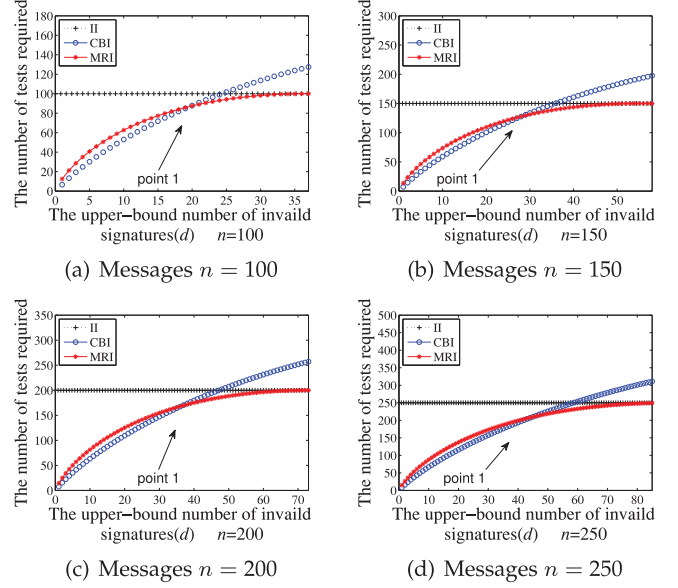 The number of tests required
180
160
140
120
100
80
60
40
20
0
II
CBI
MRI
point 1
0 5 10 15 20 25 30 35
The upper-bound number of invaild
signatures(d) n=100
(a) Messages n = 100
The number of tests required
300
250
200
150
100
50
0
II
CBI
MRI
point 1
0 10 20 30 40 50
The upper-bound number of invaild
signatures(d) n=150
(b) Messages n = 150
The number of tests required
350
300
250
200
150
100
50
0
II
CBI
MRI
point 1
0 10 20 30 40 50 60 70
The upper-bound number of invaild
signatures(d) n=200
(c) Messages n = 200
The number of tests required
500
450
400
350
300
250
200
150
100
50
0
II
CBI
MRI
point 1
0 10 20 30 40 50 60 70 80
The upper-bound number of invaild
signatures(d) n=250
(d) Messages n = 250